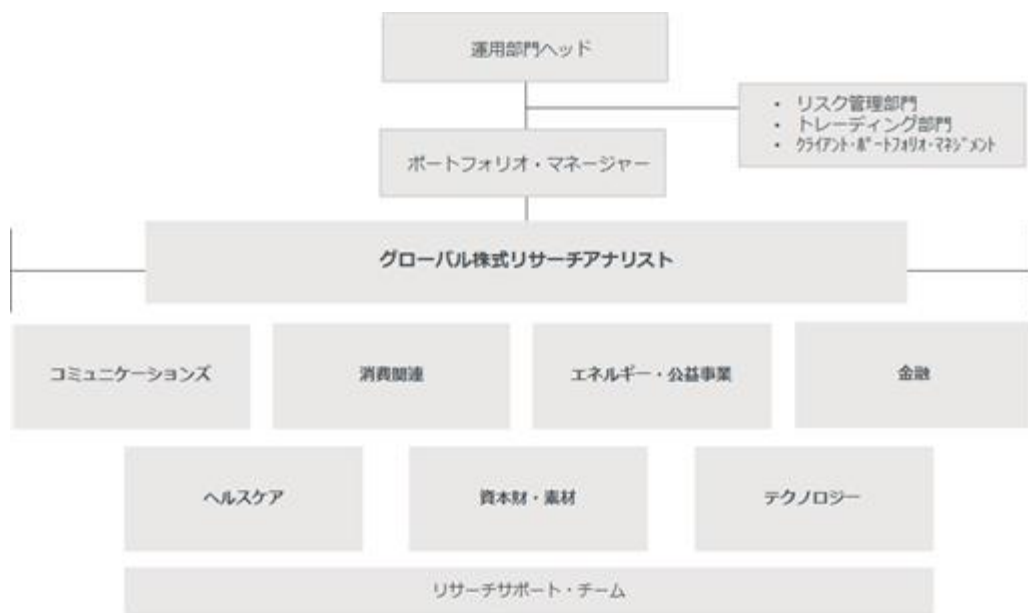 運用部門ヘッド
• リスク管理部門
• トレーディング部門
• ｸﾗｲｱﾝﾄ･ﾎﾟｰﾄﾌｫﾘｵ･ﾏﾈｼﾞﾒﾝﾄ
ポートフォリオ・マネージャー
グローバル株式リサーチアナリスト
コミュニケーションズ
消費関連
エネルギー・公益事業
金融
ヘルスケア
資本財・素材
テクノロジー
リサーチサポート・チーム